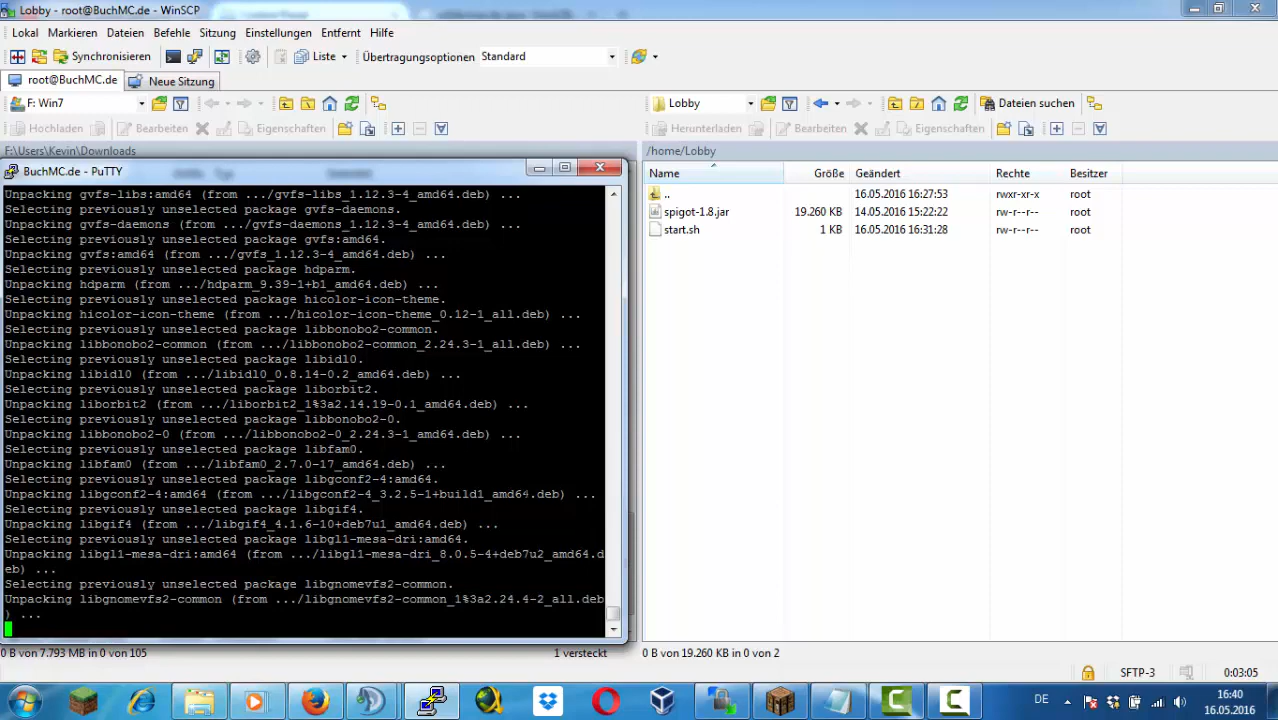 Lobby - root@BuchMC.de - WinSCP
Lokal Markieren Dateien Befehle Sitzung Einstellungen Entfernt Hilfe
Synchronisieren Liste Übertragungsoptionen Standard
root@BuchMC.de Neue Sitzung
F: Win7 Lobby Dateien suchen
Hochladen Bearbeiten Eigenschaften Herunterladen Bearbeiten Eigenschaften
F:\Users\Kevin\Downloads /home/Lobby
BuchMC.de - PuTTY
Unpacking gvfs-libs:amd64 (from .../gvfs-libs_1.12.3-4_amd64.deb) ...
Selecting previously unselected package gvfs-daemons.
Unpacking gvfs-daemons (from .../gvfs-daemons_1.12.3-4_amd64.deb) ...
Selecting previously unselected package gvfs:amd64.
Unpacking gvfs:amd64 (from .../gvfs_1.12.3-4_amd64.deb) ...
Selecting previously unselected package hdparm.
Unpacking hdparm (from .../hdparm_9.39-1+b1_amd64.deb) ...
Selecting previously unselected package hicolor-icon-theme.
Unpacking hicolor-icon-theme (from .../hicolor-icon-theme_0.12-1_all.deb) ...
Selecting previously unselected package libbonobo2-common.
Unpacking libbonobo2-common (from .../libbonobo2-common_2.24.3-1_all.deb) ...
Selecting previously unselected package libidl0.
Unpacking libidl0 (from .../libidl0_0.8.14-0.2_amd64.deb) ...
Selecting previously unselected package liborbit2.
Unpacking liborbit2 (from .../liborbit2_1%3a2.14.19-0.1_amd64.deb) ...
Selecting previously unselected package libbonobo2-0.
Unpacking libbonobo2-0 (from .../libbonobo2-0_2.24.3-1_amd64.deb) ...
Selecting previously unselected package libfam0.
Unpacking libfam0 (from .../libfam0_2.7.0-17_amd64.deb) ...
Selecting previously unselected package libgconf2-4:amd64.
Unpacking libgconf2-4:amd64 (from .../libgconf2-4_3.2.5-1+build1_amd64.deb) ...
Selecting previously unselected package libgif4.
Unpacking libgif4 (from .../libgif4_4.1.6-10+deb7u1_amd64.deb) ...
Selecting previously unselected package libgl1-mesa-dri:amd64.
Unpacking libgl1-mesa-dri:amd64 (from .../libgl1-mesa-dri_8.0.5-4+deb7u2_amd64.d
eb) ...
Selecting previously unselected package libgnomevfs2-common.
Unpacking libgnomevfs2-common (from .../libgnomevfs2-common_1%3a2.24.4-2_all.deb
) ...
Name Größe Geändert Rechte Besitzer
.. 16.05.2016 16:27:53 rwxr-xr-x root
spigot-1.8.jar 19.260 KB 14.05.2016 15:22:22 rw-r--r-- root
start.sh 1 KB 16.05.2016 16:31:28 rw-r--r-- root
0 B von 7.793 MB in 0 von 105 1 versteckt 0 B von 19.260 KB in 0 von 2
SFTP-3 0:03:05
DE 16:40
16.05.2016